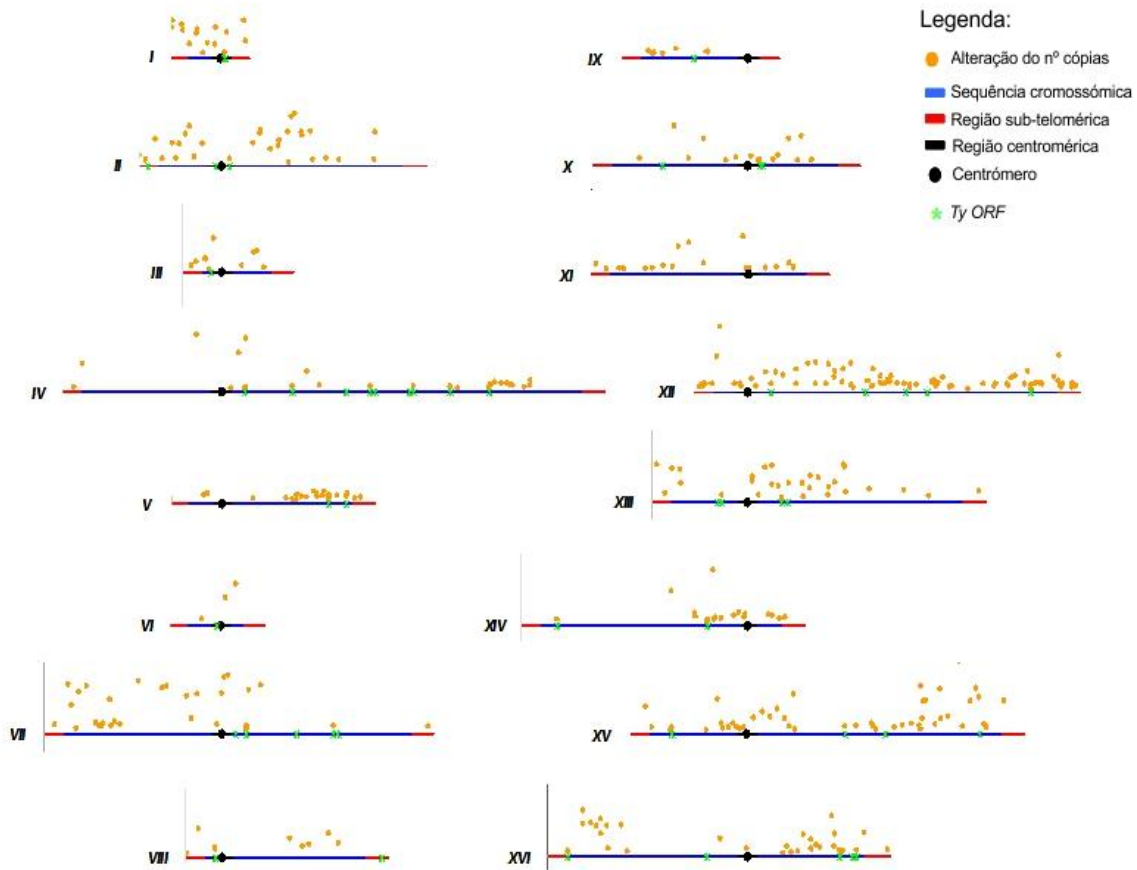 Legenda:
Alteração do nº cópias
Sequência cromossómica
Região sub-telomérica
Região centromérica
Centrómero
Ty ORF
I
IX
II
X
III
XI
IV
XII
V
XIII
VI
XIV
VII
XV
VIII
XVI